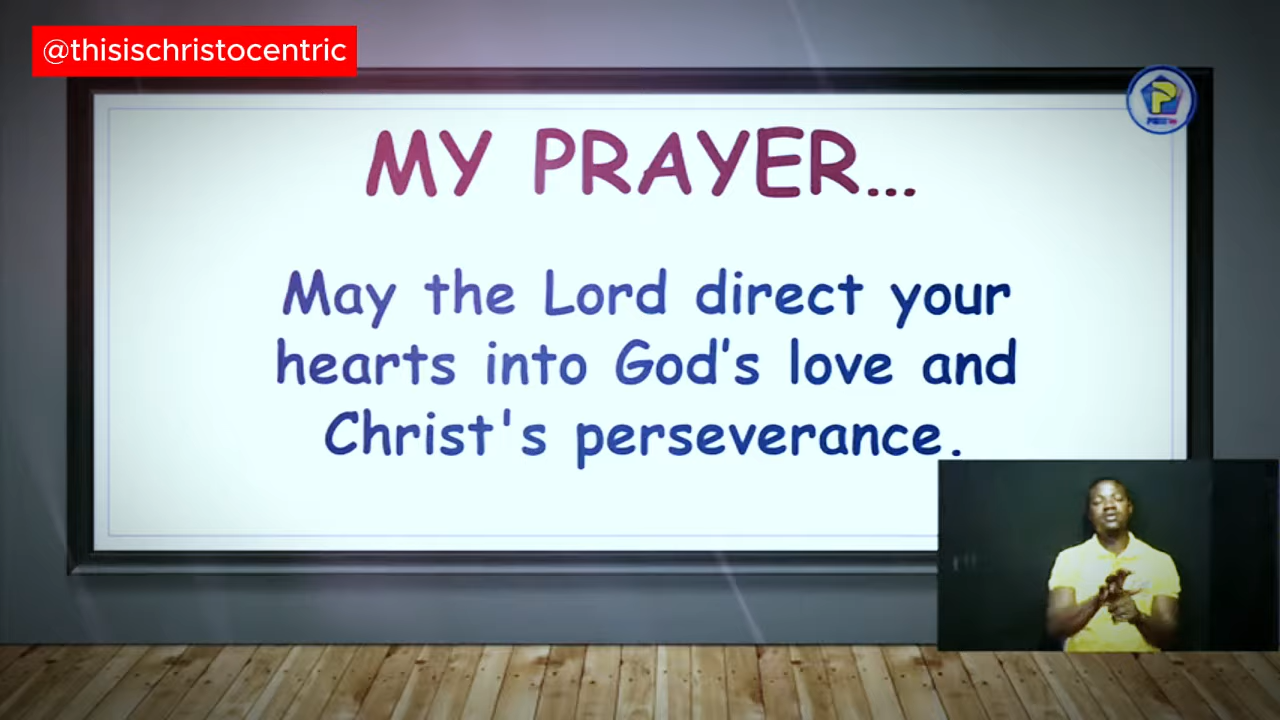 @thisischristocentric
MY PRAYER...
May the Lord direct your
hearts into God’s love and
Christ's perseverance.